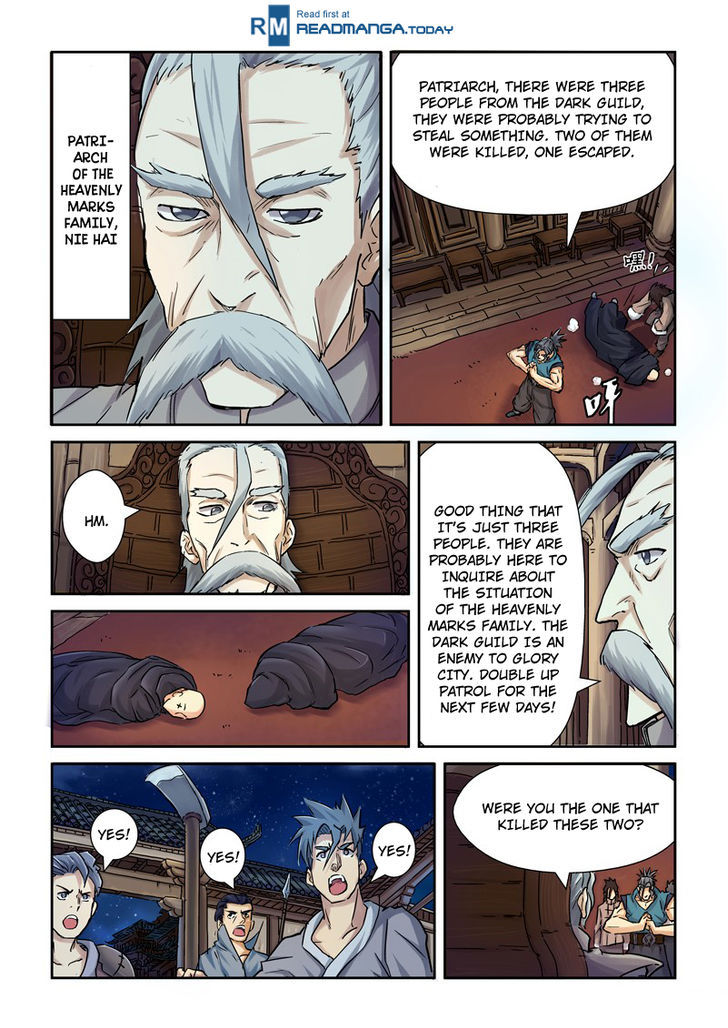 Read first at
RM READMANGA.TODAY
PATRI-
ARCH
OF THE
HEAVENLY
MARKS
FAMILY,
NIE HAI
PATRIARCH, THERE WERE THREE
PEOPLE FROM THE DARK GUILD,
THEY WERE PROBABLY TRYING TO
STEAL SOMETHING. TWO OF THEM
WERE KILLED, ONE ESCAPED.
嘿!
HM.
GOOD THING THAT
IT'S JUST THREE
PEOPLE. THEY ARE
PROBABLY HERE TO
INQUIRE ABOUT
THE SITUATION
OF THE HEAVENLY
MARKS FAMILY. THE
DARK GUILD IS AN
ENEMY TO GLORY
CITY. DOUBLE UP
PATROL FOR THE
NEXT FEW DAYS!
YES!
YES!
YES!
WERE YOU THE ONE THAT
KILLED THESE TWO?